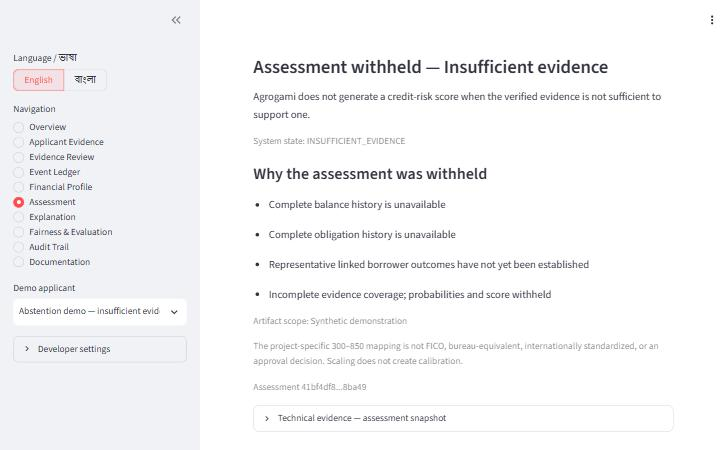 Language / ভাষা
English
বাংলা
Navigation
Overview
Applicant Evidence
Evidence Review
Event Ledger
Financial Profile
Assessment
Explanation
Fairness & Evaluation
Audit Trail
Documentation
Demo applicant
Abstention demo — insufficient evid
Developer settings
Assessment withheld — Insufficient evidence
Agrogami does not generate a credit-risk score when the verified evidence is not sufficient to
support one.
System state: INSUFFICIENT_EVIDENCE
Why the assessment was withheld
Complete balance history is unavailable
Complete obligation history is unavailable
Representative linked borrower outcomes have not yet been established
Incomplete evidence coverage; probabilities and score withheld
Artifact scope: Synthetic demonstration
The project-specific 300–850 mapping is not FICO, bureau-equivalent, internationally standardized, or an
approval decision. Scaling does not create calibration.
Assessment 41bf4df8…8ba49
Technical evidence — assessment snapshot